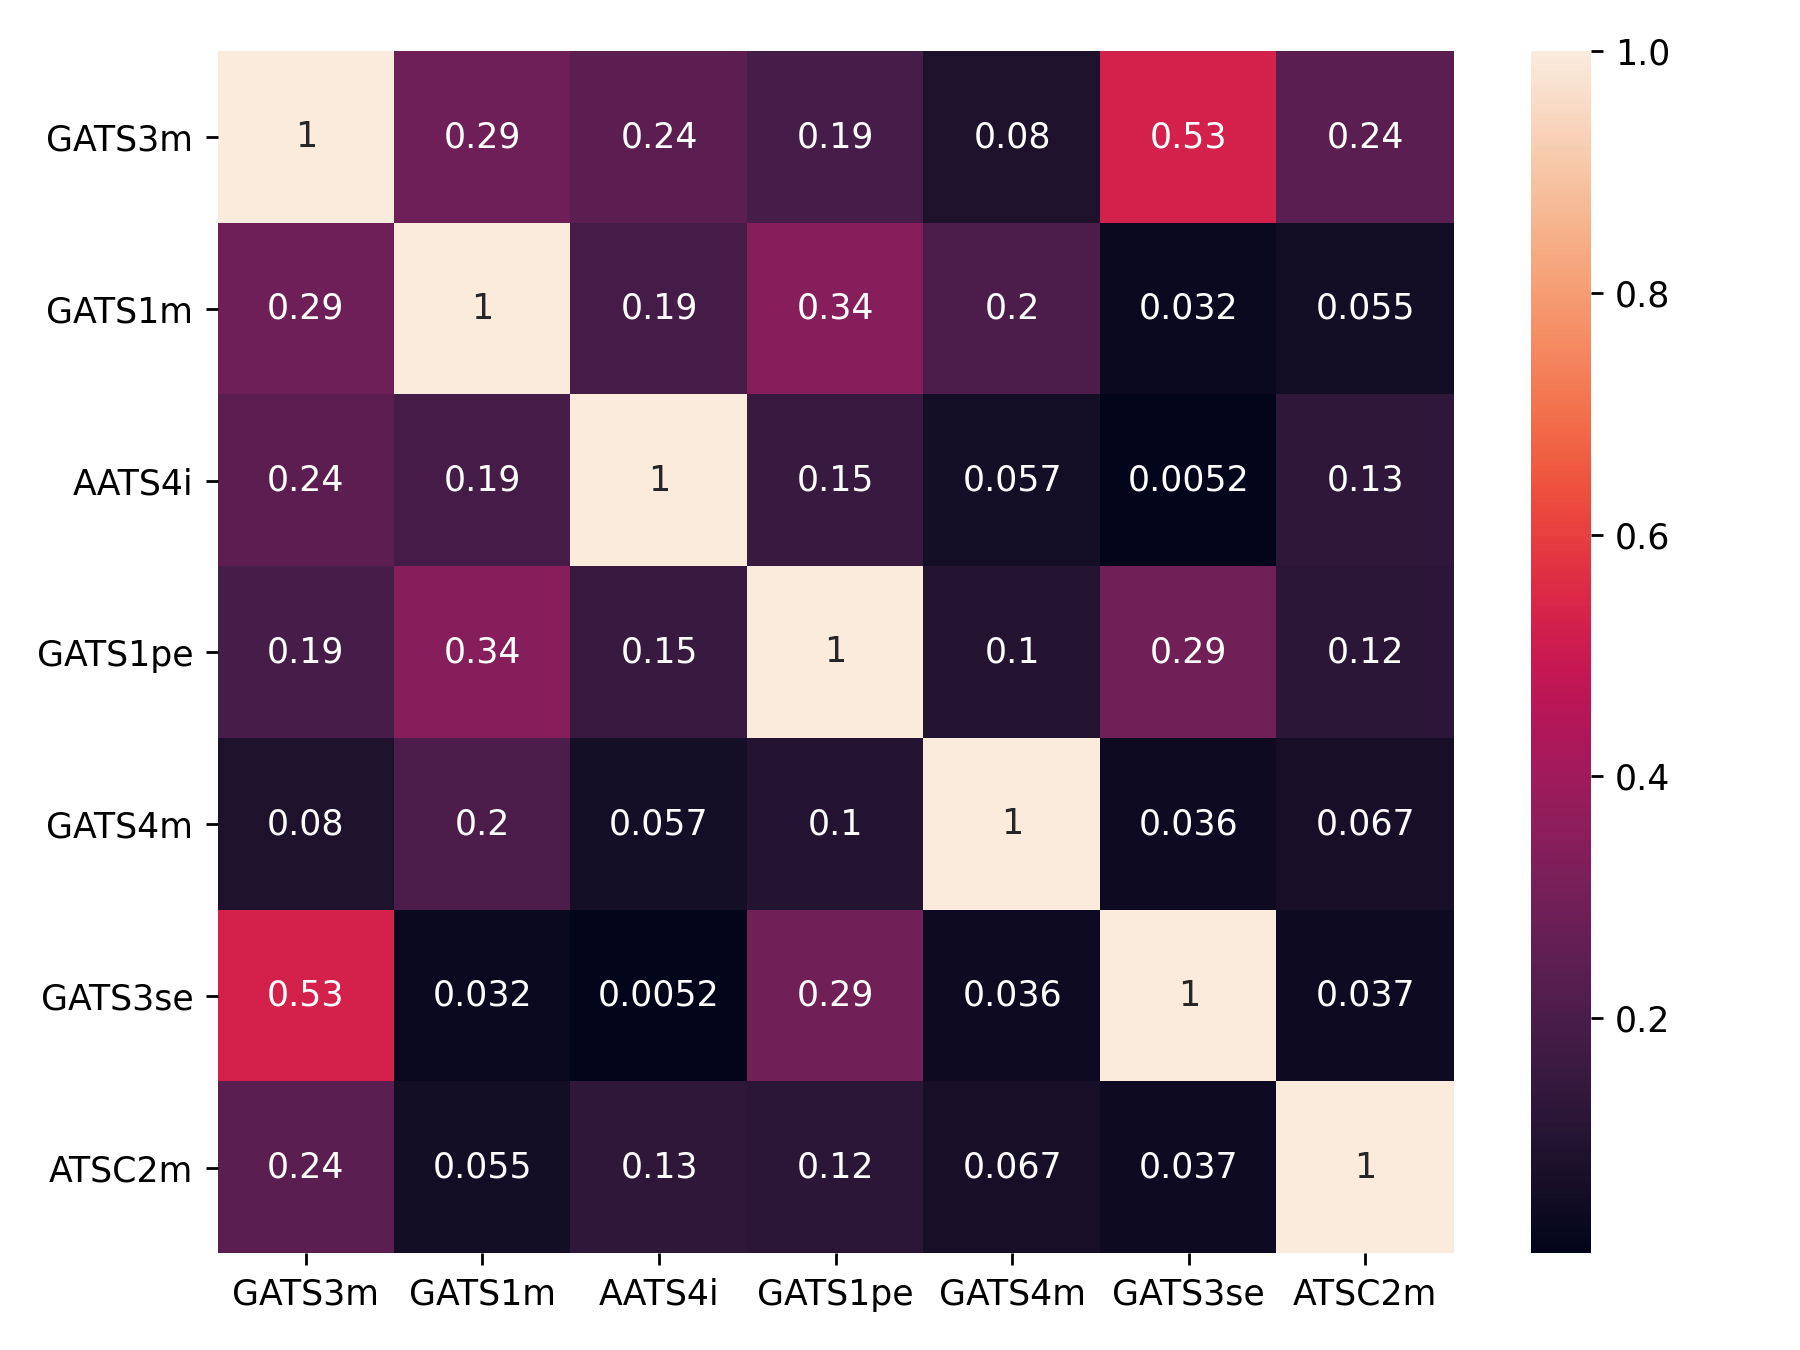 GATS3m 1 0.29 0.24 0.19 0.08 0.53 0.24
GATS1m 0.29 1 0.19 0.34 0.2 0.032 0.055
AATS4i 0.24 0.19 1 0.15 0.057 0.0052 0.13
GATS1pe 0.19 0.34 0.15 1 0.1 0.29 0.12
GATS4m 0.08 0.2 0.057 0.1 1 0.036 0.067
GATS3se 0.53 0.032 0.0052 0.29 0.036 1 0.037
ATSC2m 0.24 0.055 0.13 0.12 0.067 0.037 1
GATS3m GATS1m AATS4i GATS1pe GATS4m GATS3se ATSC2m
1.0
0.8
0.6
0.4
0.2